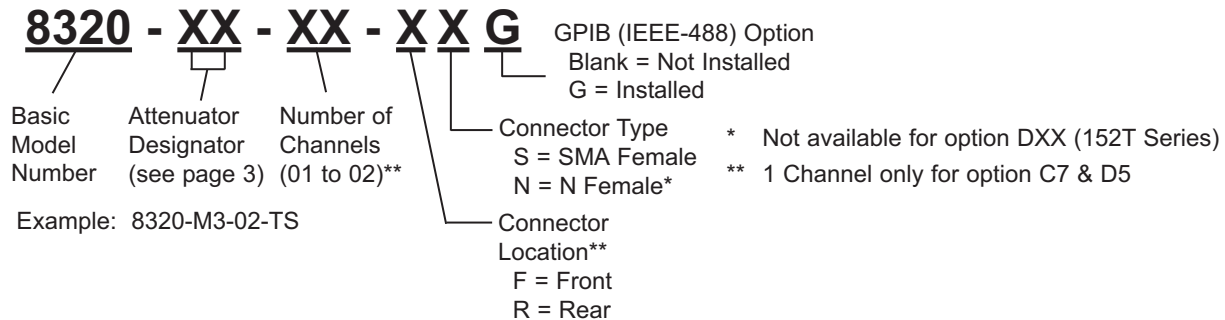 8320 - XX - XX - X X G
GPIB (IEEE-488) Option
Blank = Not Installed
G = Installed
Basic
Model
Number
Attenuator
Designator
(see page 3)
Number of
Channels
(01 to 02)**
Connector Type
S = SMA Female
N = N Female*
* Not available for option DXX (152T Series)
** 1 Channel only for option C7 & D5
Example: 8320-M3-02-TS
Connector
Location**
F = Front
R = Rear